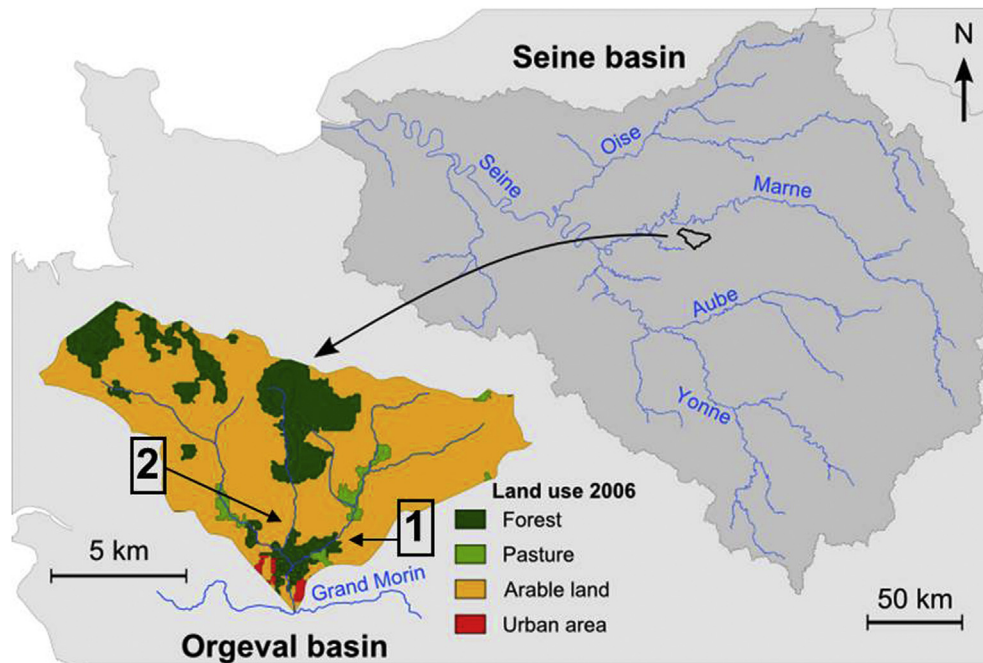 Seine basin
N
Oise
Seine
Marne
Aube
Yonne
2
1
Land use 2006
Forest
Pasture
Arable land
Urban area
5 km
Grand Morin
50 km
Orgeval basin